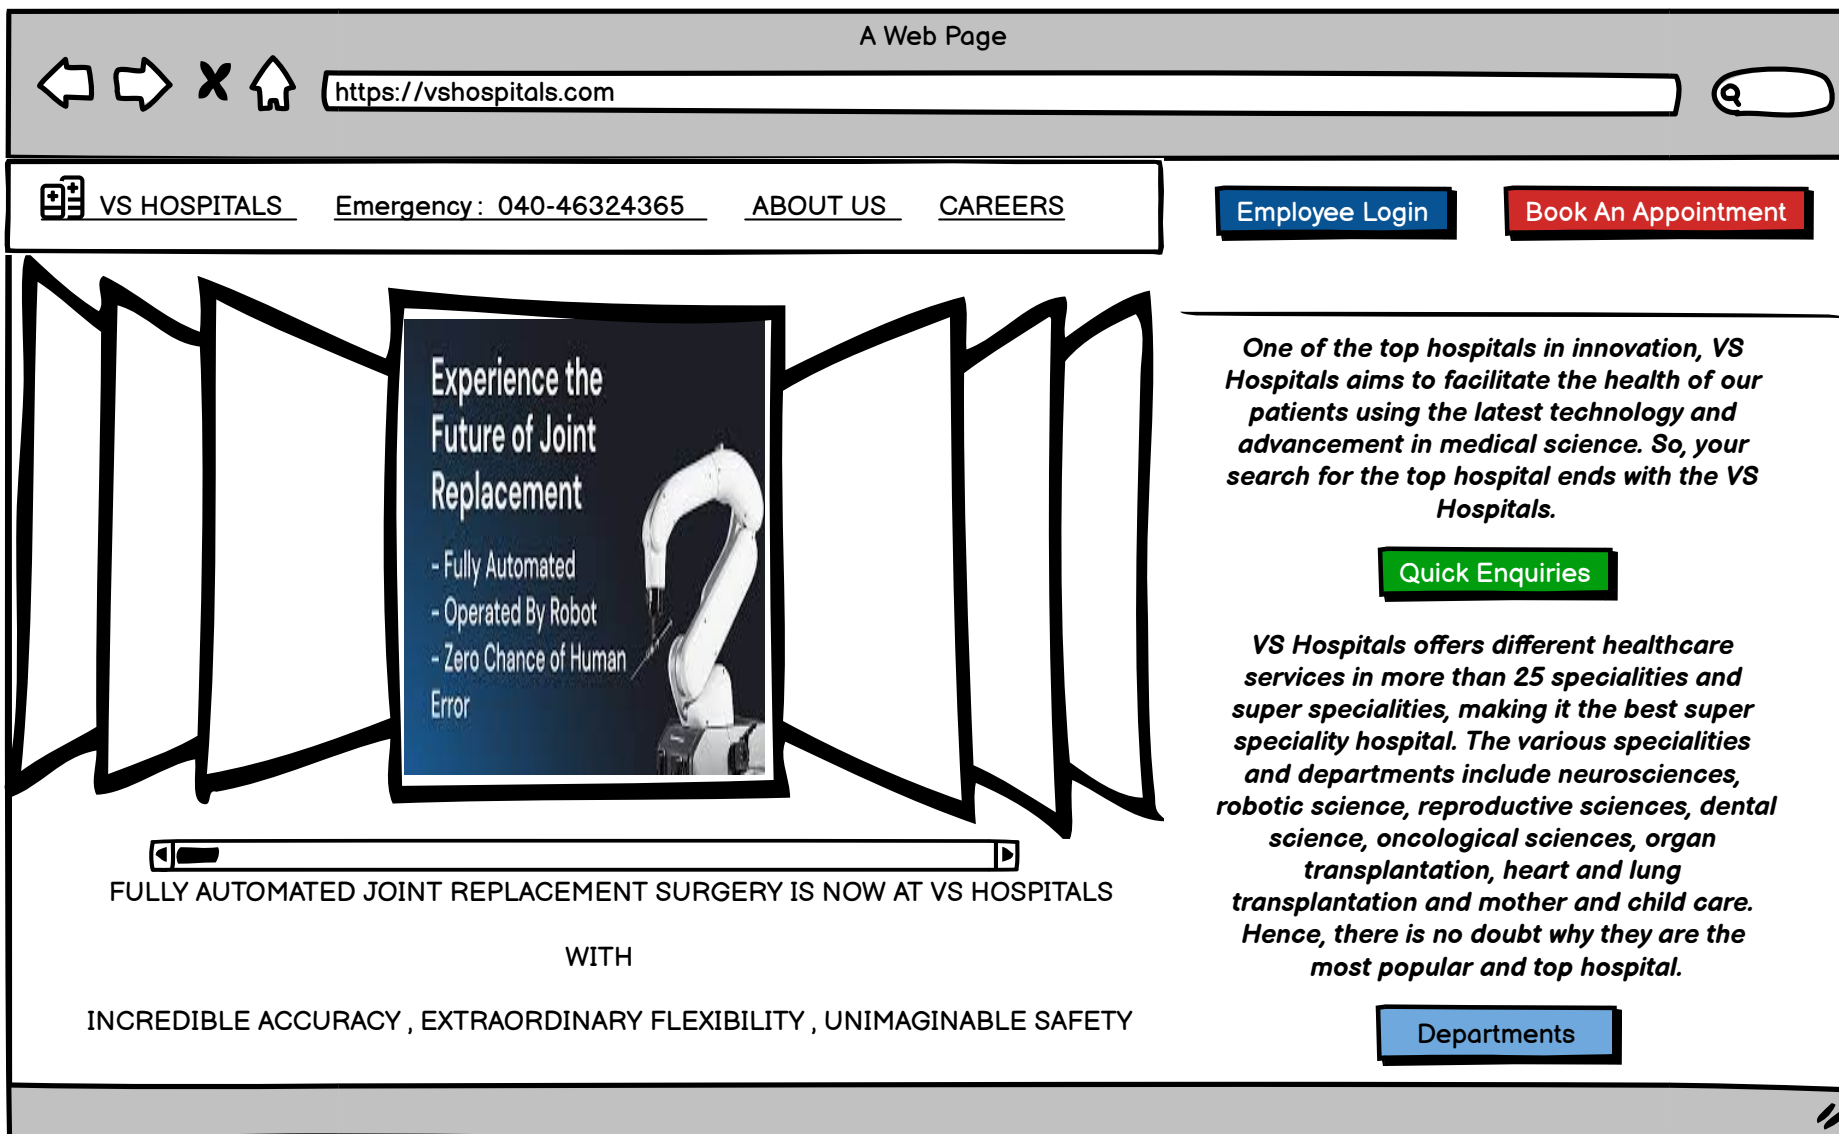 A Web Page
https://vshospitals.com
VS HOSPITALS
Emergency : 040-46324365
ABOUT US
CAREERS
Employee Login
Book An Appointment
Experience the
Future of Joint
Replacement
- Fully Automated
- Operated By Robot
- Zero Chance of Human
Error
FULLY AUTOMATED JOINT REPLACEMENT SURGERY IS NOW AT VS HOSPITALS
WITH
INCREDIBLE ACCURACY , EXTRAORDINARY FLEXIBILITY , UNIMAGINABLE SAFETY
One of the top hospitals in innovation, VS
Hospitals aims to facilitate the health of our
patients using the latest technology and
advancement in medical science. So, your
search for the top hospital ends with the VS
Hospitals.
Quick Enquiries
VS Hospitals offers different healthcare
services in more than 25 specialities and
super specialities, making it the best super
speciality hospital. The various specialities
and departments include neurosciences,
robotic science, reproductive sciences, dental
science, oncological sciences, organ
transplantation, heart and lung
transplantation and mother and child care.
Hence, there is no doubt why they are the
most popular and top hospital.
Departments